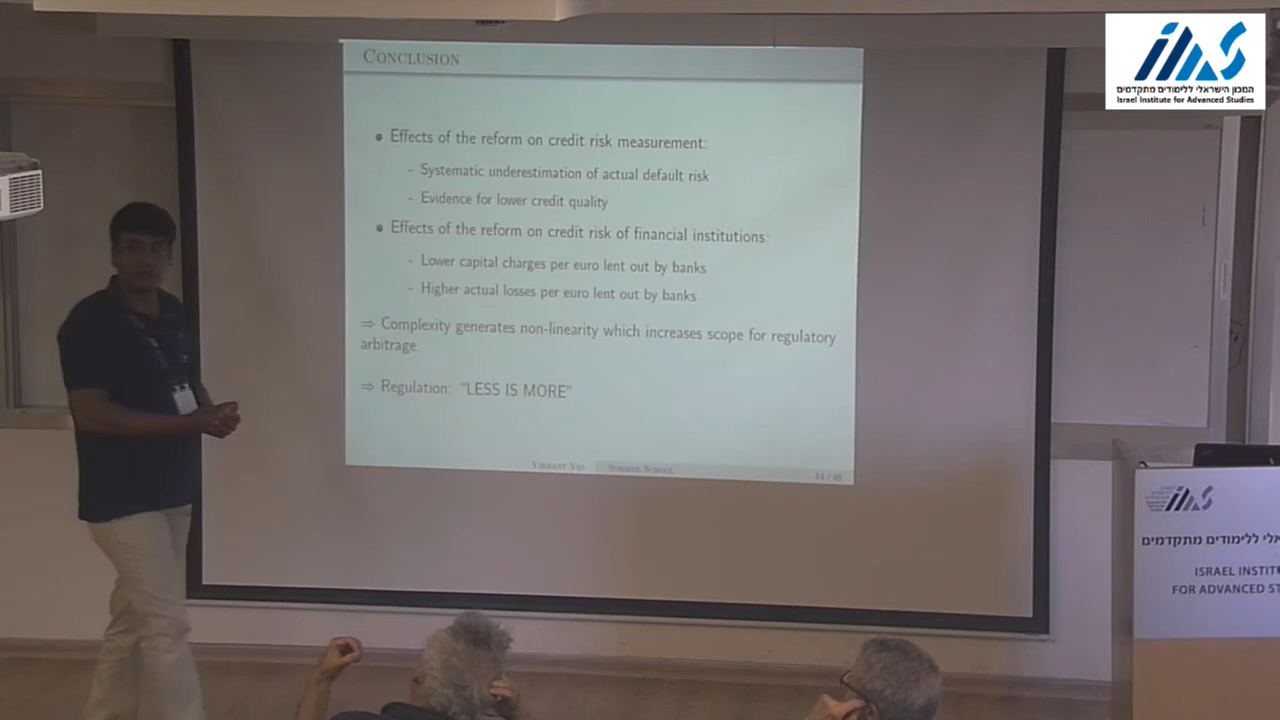 CONCLUSION
המכון הישראלי ללימודים מתקדמים
Israel Institute for Advanced Studies
• Effects of the reform on credit risk measurement:
- Systematic underestimation of actual default risk
- Evidence for lower credit quality
• Effects of the reform on credit risk of financial institutions:
- Lower capital charges per euro lent out by banks
- Higher actual losses per euro lent out by banks
⇒ Complexity generates non-linearity which increases scope for regulatory
arbitrage.
⇒ Regulation: "LESS IS MORE"
SUMMER SCHOOL
ללימודים מתקדמים
ISRAEL INSTIT
FOR ADVANCED ST